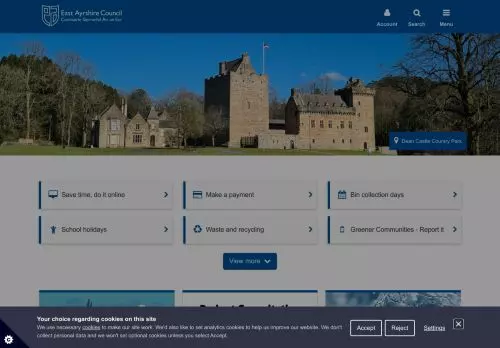 East Ayrshire Council
Comhairle Siorrachd Àir an Ear
Account
Search
Menu
Dean Castle Country Park
Save time, do it online
Make a payment
Bin collection days
School holidays
Waste and recycling
Greener Communities - Report it
View more
Your choice regarding cookies on this site
We use necessary cookies to make our site work. We'd also like to set analytics cookies to help us improve our website. We don't
collect personal data and we won't set optional cookies unless you select Accept.
Accept
Reject
Settings